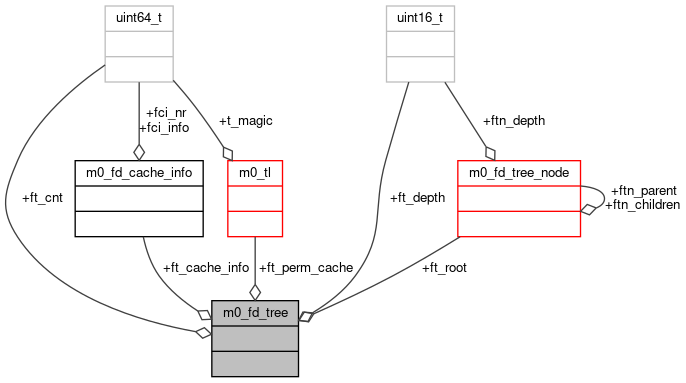 uint64_t
uint16_t
+fci_nr
+fci_info
+t_magic
+ftn_depth
m0_fd_cache_info
m0_tl
m0_fd_tree_node
+ftn_parent
+ftn_children
+ft_cnt
+ft_depth
+ft_cache_info
+ft_perm_cache
+ft_root
m0_fd_tree